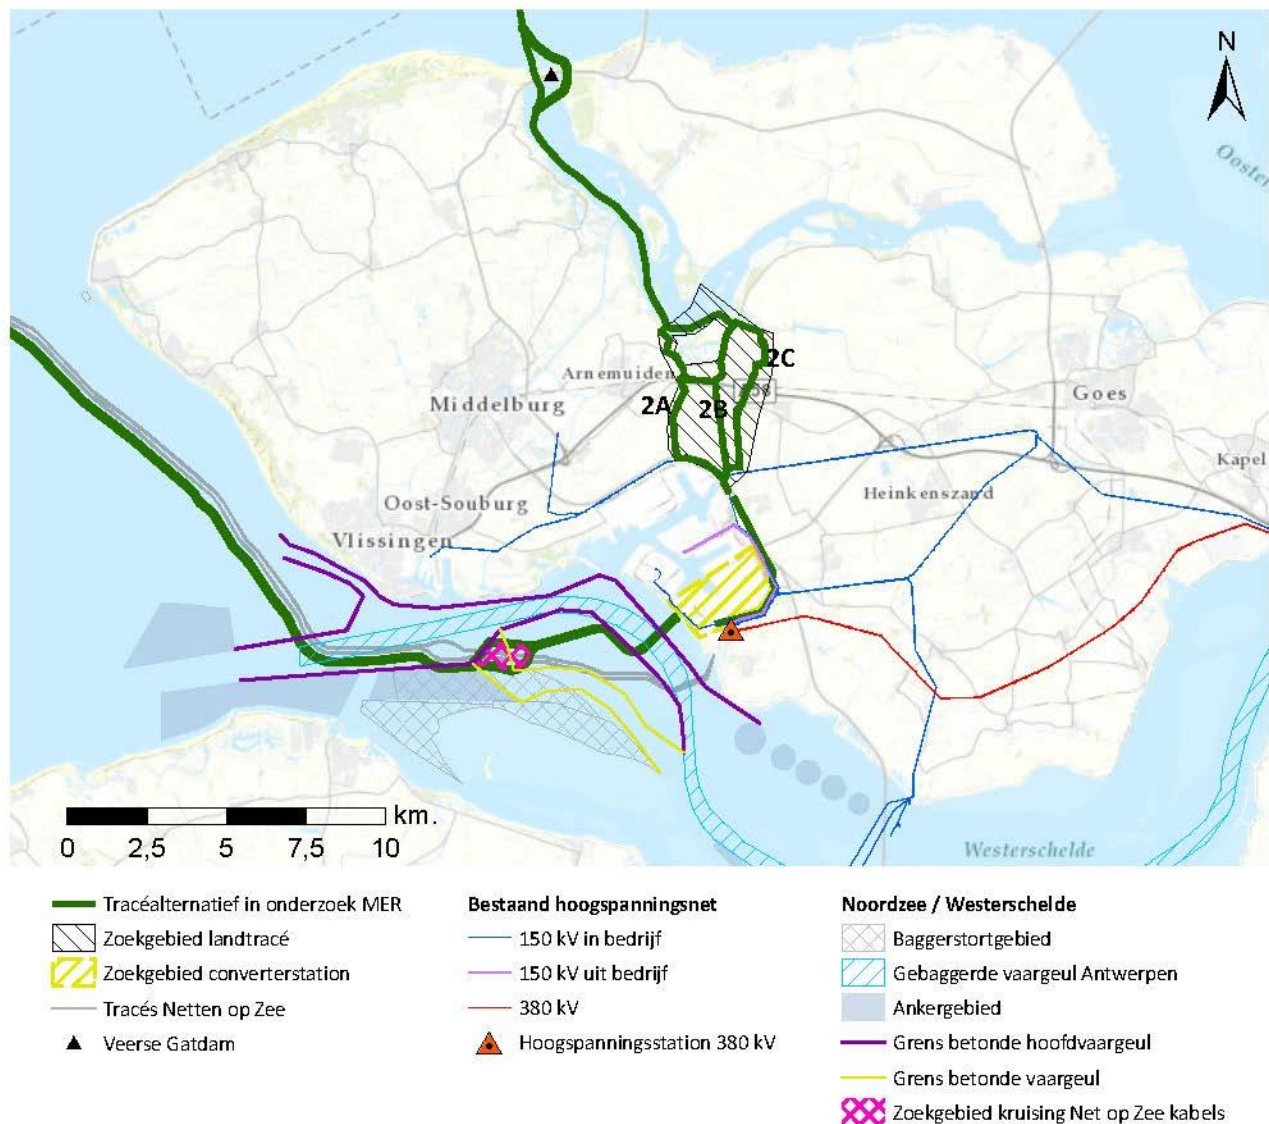 N
Ooster
Arnemuiden
2C
Middelburg
2A
2B
Goes
Kapel
Oost-Souburg
Heinkenszand
Vlissingen
km.
0 2,5 5 7,5 10
Westerschelde
Tracéalternatief in onderzoek MER
Zoekgebied landtracé
Zoekgebied converterstation
Tracés Netten op Zee
Veerse Gatdam
Bestaand hoogspanningsnet
150 kV in bedrijf
150 kV uit bedrijf
380 kV
Hoogspanningsstation 380 kV
Noordzee / Westerschelde
Baggerstortgebied
Gebaggerde vaargeul Antwerpen
Ankergebied
Grens betonde hoofdvaargeul
Grens betonde vaargeul
Zoekgebied kruising Net op Zee kabels